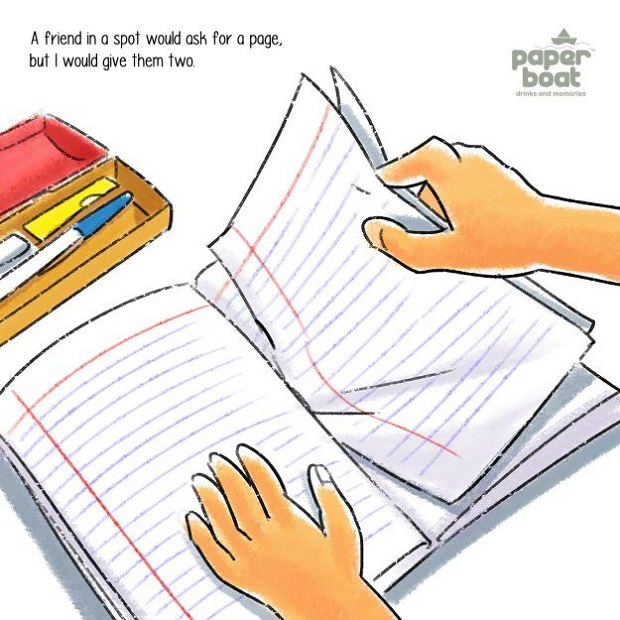 A friend in a spot would ask for a page,
but I would give them two.
paper
boat
drinks and memories